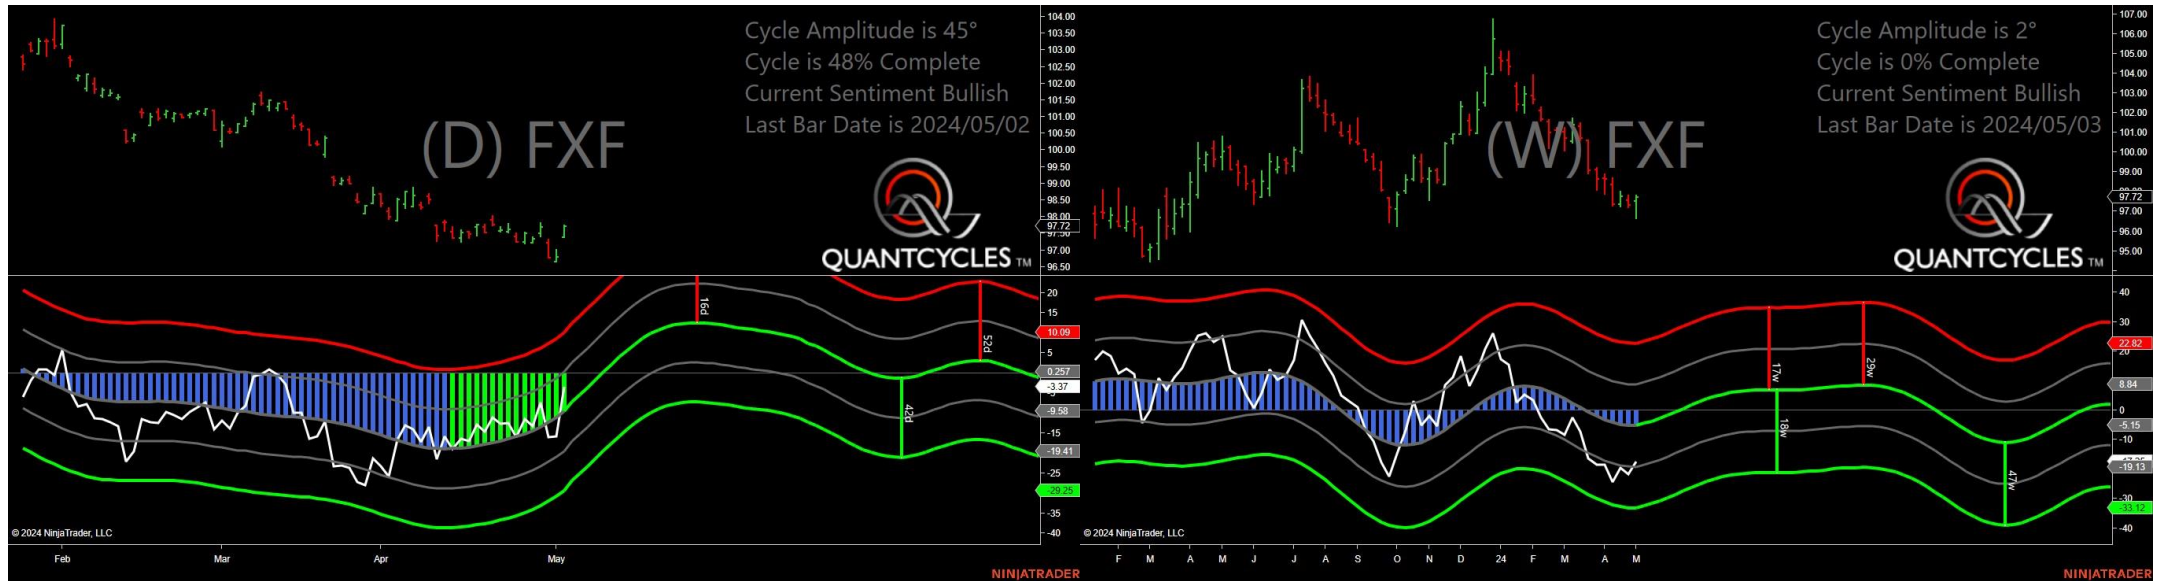 Cycle Amplitude is 45°
Cycle is 48% Complete
Current Sentiment Bullish
Last Bar Date is 2024/05/02
(D) FXF
QUANTCYCLES TM
104.00
103.50
103.00
102.50
102.00
101.50
101.00
100.50
100.00
99.50
99.00
98.50
98.00
97.72
97.00
96.50
16d
42d
52d
20
15
10.09
5
0.257
-3.37
-9.58
-15
-19.41
-25
-29.25
-35
-40
© 2024 NinjaTrader, LLC
Feb Mar Apr May
NINJATRADER
Cycle Amplitude is 2°
Cycle is 0% Complete
Current Sentiment Bullish
Last Bar Date is 2024/05/03
(W) FXF
QUANTCYCLES TM
107.00
106.00
105.00
104.00
103.00
102.00
101.00
100.00
99.00
97.72
97.00
96.00
95.00
17w
18w
29w
47w
40
30
22.82
20
8.84
0
-5.15
-10
-19.13
-30
-33.12
-40
© 2024 NinjaTrader, LLC
F M A M J J A S O N D 24 F M A M
NINJATRADER